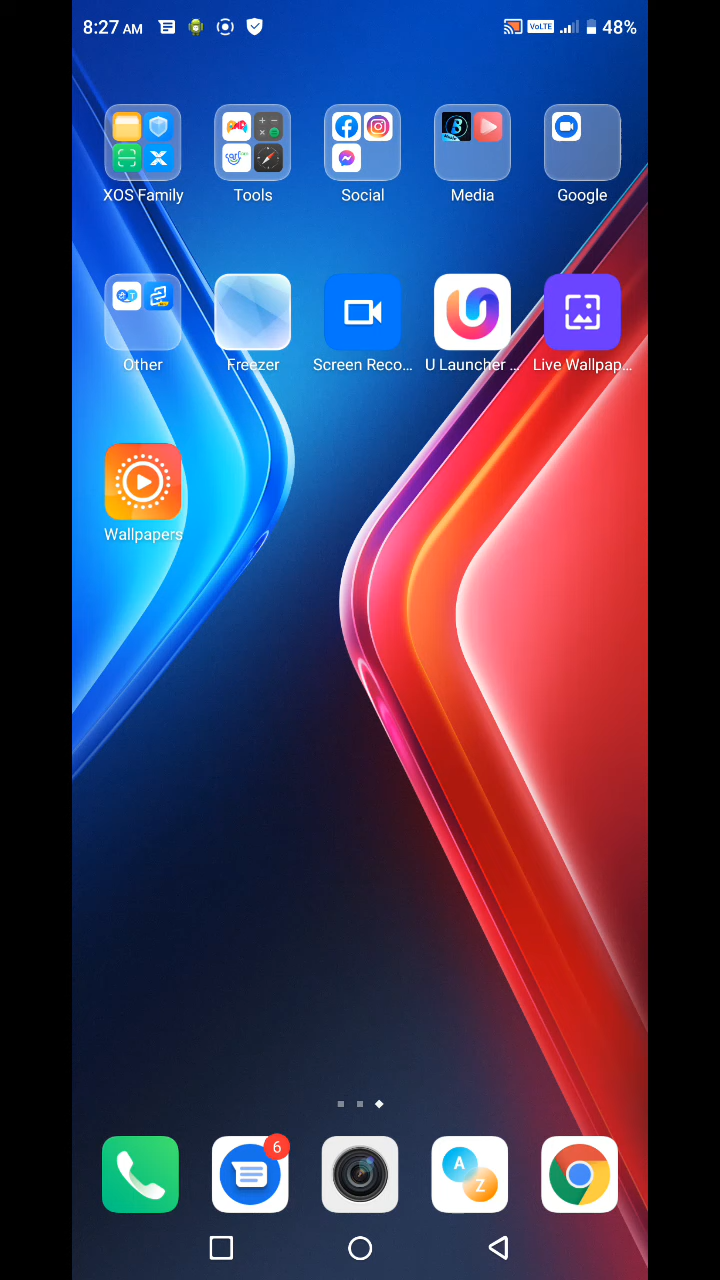 8:27 AM VoLTE 48%
XOS Family Tools Social Media Google
Other Freezer Screen Reco... U Launcher ... Live Wallpap...
Wallpapers
6
A
Z